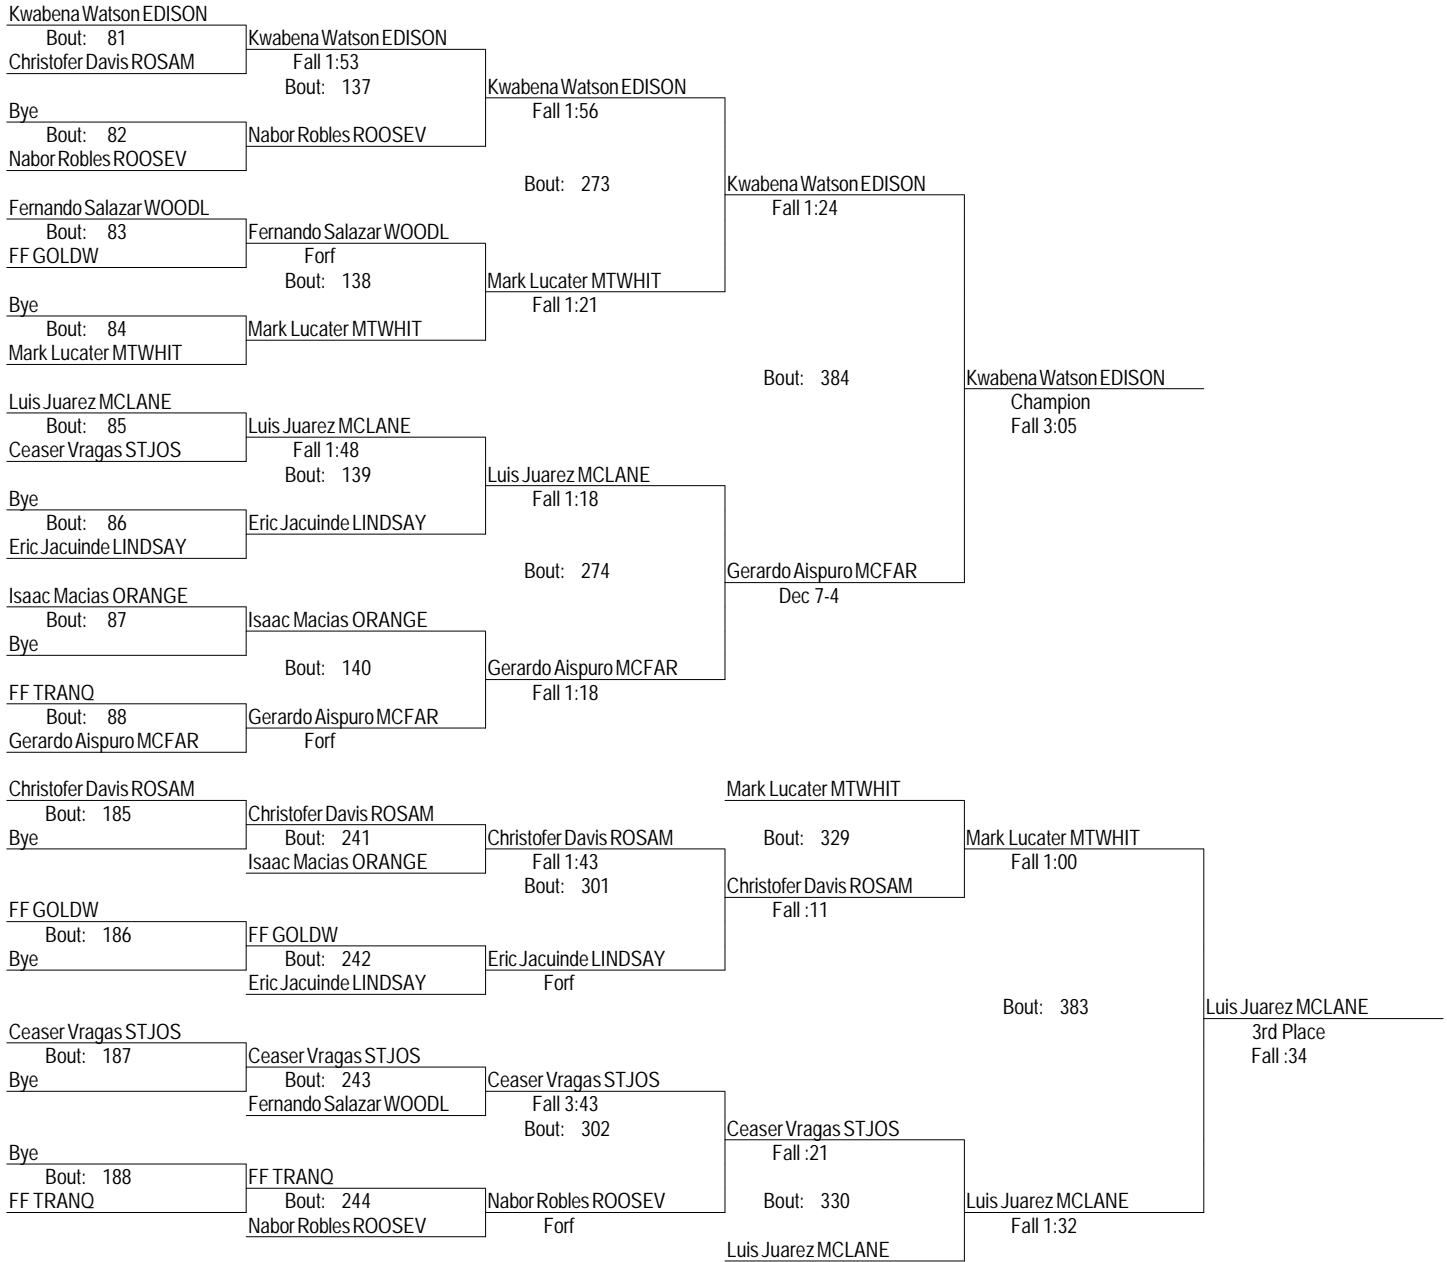 Kwabena Watson EDISON
Bout: 81
Kwabena Watson EDISON
Christofer Davis ROSAM
Fall 1:53
Bout: 137
Kwabena Watson EDISON
Bye
Fall 1:56
Bout: 82
Nabor Robles ROOSEV
Nabor Robles ROOSEV
Bout: 273
Kwabena Watson EDISON
Fernando Salazar WOODL
Fall 1:24
Bout: 83
Fernando Salazar WOODL
FF GOLDW
Forf
Bout: 138
Mark Lucater MTWHIT
Bye
Fall 1:21
Bout: 84
Mark Lucater MTWHIT
Mark Lucater MTWHIT
Bout: 384
Kwabena Watson EDISON
Luis Juarez MCLANE
Champion
Bout: 85
Luis Juarez MCLANE
Fall 3:05
Ceaser Vragas STJOS
Fall 1:48
Bout: 139
Luis Juarez MCLANE
Bye
Fall 1:18
Bout: 86
Eric Jacuinde LINDSAY
Eric Jacuinde LINDSAY
Bout: 274
Gerardo Aispuro MCFAR
Isaac Macias ORANGE
Dec 7-4
Bout: 87
Isaac Macias ORANGE
Bye
Bout: 140
Gerardo Aispuro MCFAR
FF TRANQ
Fall 1:18
Bout: 88
Gerardo Aispuro MCFAR
Gerardo Aispuro MCFAR
Forf
Christofer Davis ROSAM
Mark Lucater MTWHIT
Bout: 185
Christofer Davis ROSAM
Bye
Bout: 241
Christofer Davis ROSAM
Bout: 329
Mark Lucater MTWHIT
Isaac Macias ORANGE
Fall 1:43
Fall 1:00
Bout: 301
Christofer Davis ROSAM
FF GOLDW
Fall :11
Bout: 186
FF GOLDW
Bye
Bout: 242
Eric Jacuinde LINDSAY
Eric Jacuinde LINDSAY
Forf
Bout: 383
Luis Juarez MCLANE
Ceaser Vragas STJOS
3rd Place
Bout: 187
Ceaser Vragas STJOS
Fall :34
Bye
Bout: 243
Ceaser Vragas STJOS
Fernando Salazar WOODL
Fall 3:43
Bout: 302
Ceaser Vragas STJOS
Bye
Fall :21
Bout: 188
FF TRANQ
FF TRANQ
Bout: 244
Nabor Robles ROOSEV
Bout: 330
Luis Juarez MCLANE
Nabor Robles ROOSEV
Forf
Fall 1:32
Luis Juarez MCLANE